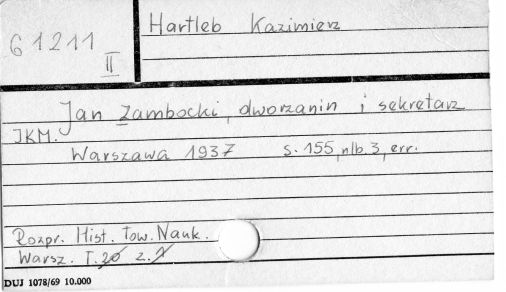 Hartleb Kazimierz
61211
II
Jan Zambocki, dworzanin i sekretarz
JKM.
Warszawa 1937 s. 155, nlb. 3, err.
Rozpr. Hist. Tow. Nauk.
Warsz. T. 20 z. 1
DUJ 1078/69 10.000